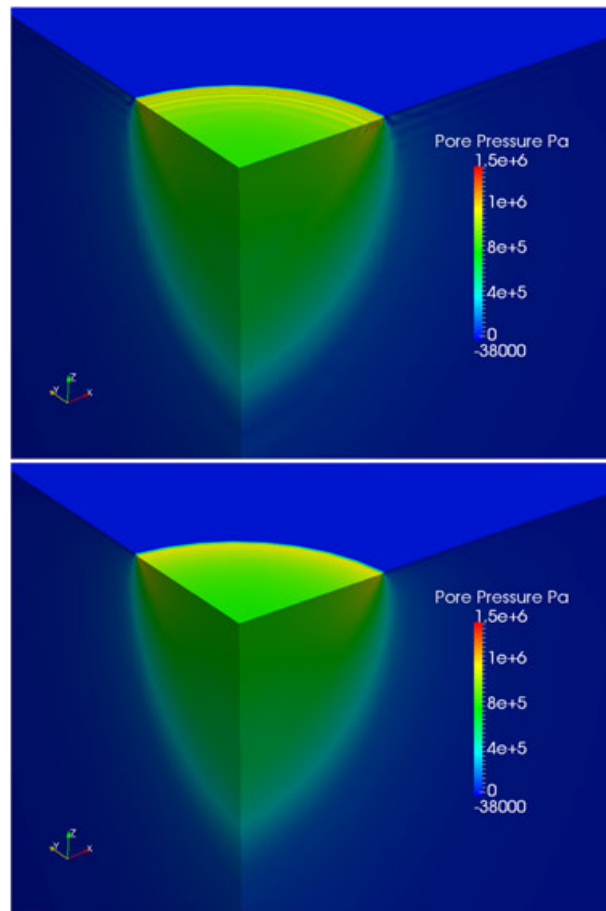 Pore Pressure Pa
1.5e+6
1e+6
8e+5
4e+5
0
-38000
Z
Y
X
Pore Pressure Pa
1.5e+6
1e+6
8e+5
4e+5
0
-38000
Z
Y
X